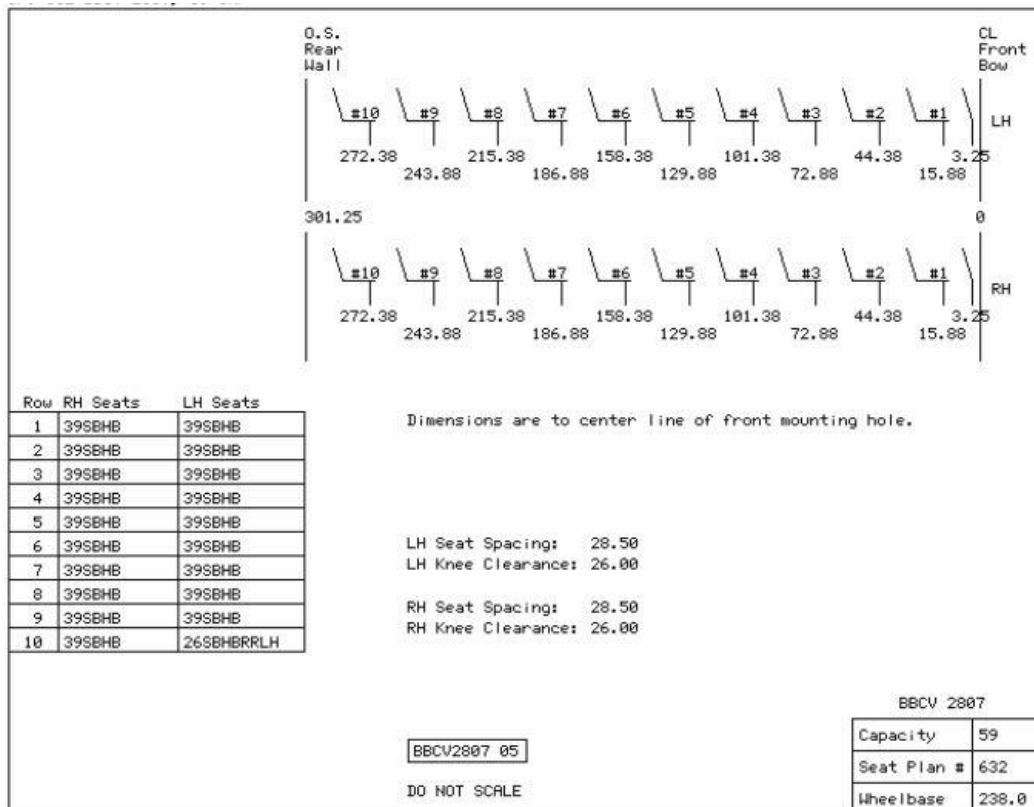 O.S.
Rear
Wall
CL
Front
Bow
#10 #9 #8 #7 #6 #5 #4 #3 #2 #1 LH
272.38 215.38 158.38 101.38 44.38 3.25
243.88 186.88 129.88 72.88 15.88
301.25 0
#10 #9 #8 #7 #6 #5 #4 #3 #2 #1 RH
272.38 215.38 158.38 101.38 44.38 3.25
243.88 186.88 129.88 72.88 15.88
Row RH Seats LH Seats
1 39SBHB 39SBHB
2 39SBHB 39SBHB
3 39SBHB 39SBHB
4 39SBHB 39SBHB
5 39SBHB 39SBHB
6 39SBHB 39SBHB
7 39SBHB 39SBHB
8 39SBHB 39SBHB
9 39SBHB 39SBHB
10 39SBHB 26SBHBRRLH
Dimensions are to center line of front mounting hole.
LH Seat Spacing: 28.50
LH Knee Clearance: 26.00
RH Seat Spacing: 28.50
RH Knee Clearance: 26.00
BBCV2807 05
DO NOT SCALE
BBCV 2807
Capacity 59
Seat Plan # 632
Wheelbase 238.0